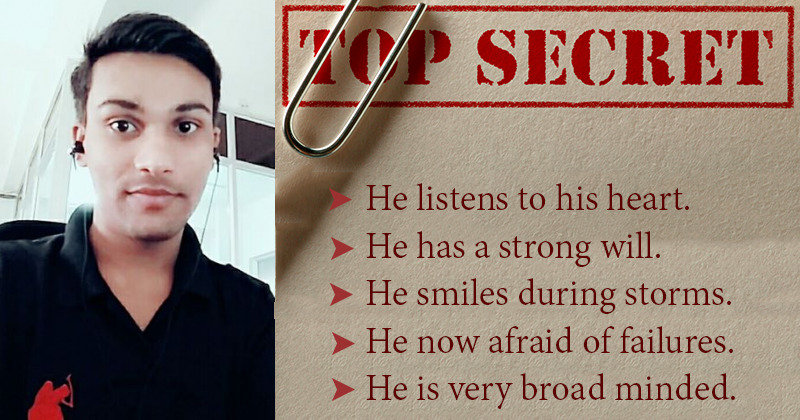 TOP SECRET
He listens to his heart.
He has a strong will.
He smiles during storms.
He now afraid of failures.
He is very broad minded.